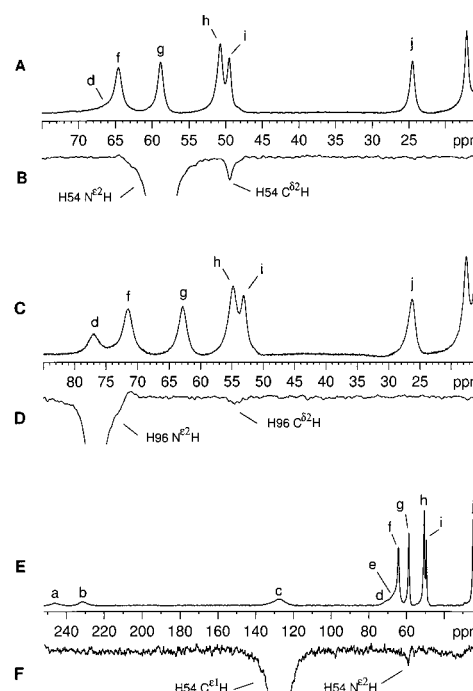 h
i
f
g
j
d
A
70 65 60 55 50 45 40 35 30 25 ppm
B
H54 Nε2H
H54 Cδ2H
h
i
f
g
j
d
C
85 80 75 70 65 60 55 50 45 40 35 30 25 ppm
D
H96 Nε2H
H96 Cδ2H
h
j
g
i
f
e
d
E
a b c
240 220 200 180 160 140 120 100 80 60 ppm
F
H54 Cε1H
H54 Nε2H